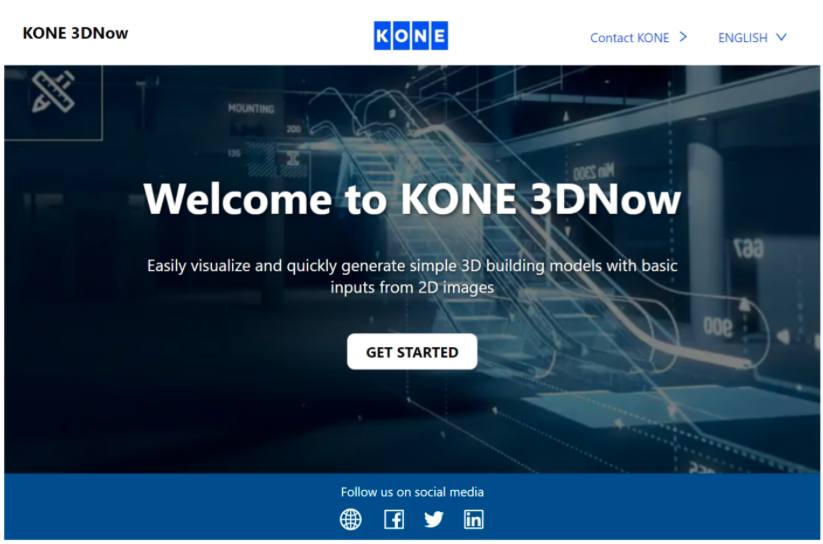 KONE 3DNow
KONE
Contact KONE
ENGLISH
MOUNTING
200
135
Min 2300
Welcome to KONE 3DNow
667
Easily visualize and quickly generate simple 3D building models with basic
inputs from 2D images
900
GET STARTED
Follow us on social media